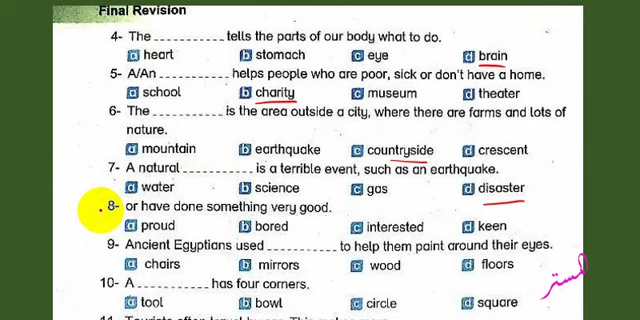 Final Revision
4- The __________ tells the parts of our body what to do.
a heart b stomach c eye d brain
5- A/An __________ helps people who are poor, sick or don't have a home.
a school b charity c museum d theater
6- The __________ is the area outside a city, where there are farms and lots of
nature.
a mountain b earthquake c countryside d crescent
7- A natural __________ is a terrible event, such as an earthquake.
a water b science c gas d disaster
8- or have done something very good.
a proud b bored c interested d keen
9- Ancient Egyptians used __________ to help them paint around their eyes.
a chairs b mirrors c wood d floors
10- A __________ has four corners.
a tool b bowl c circle d square
المستر